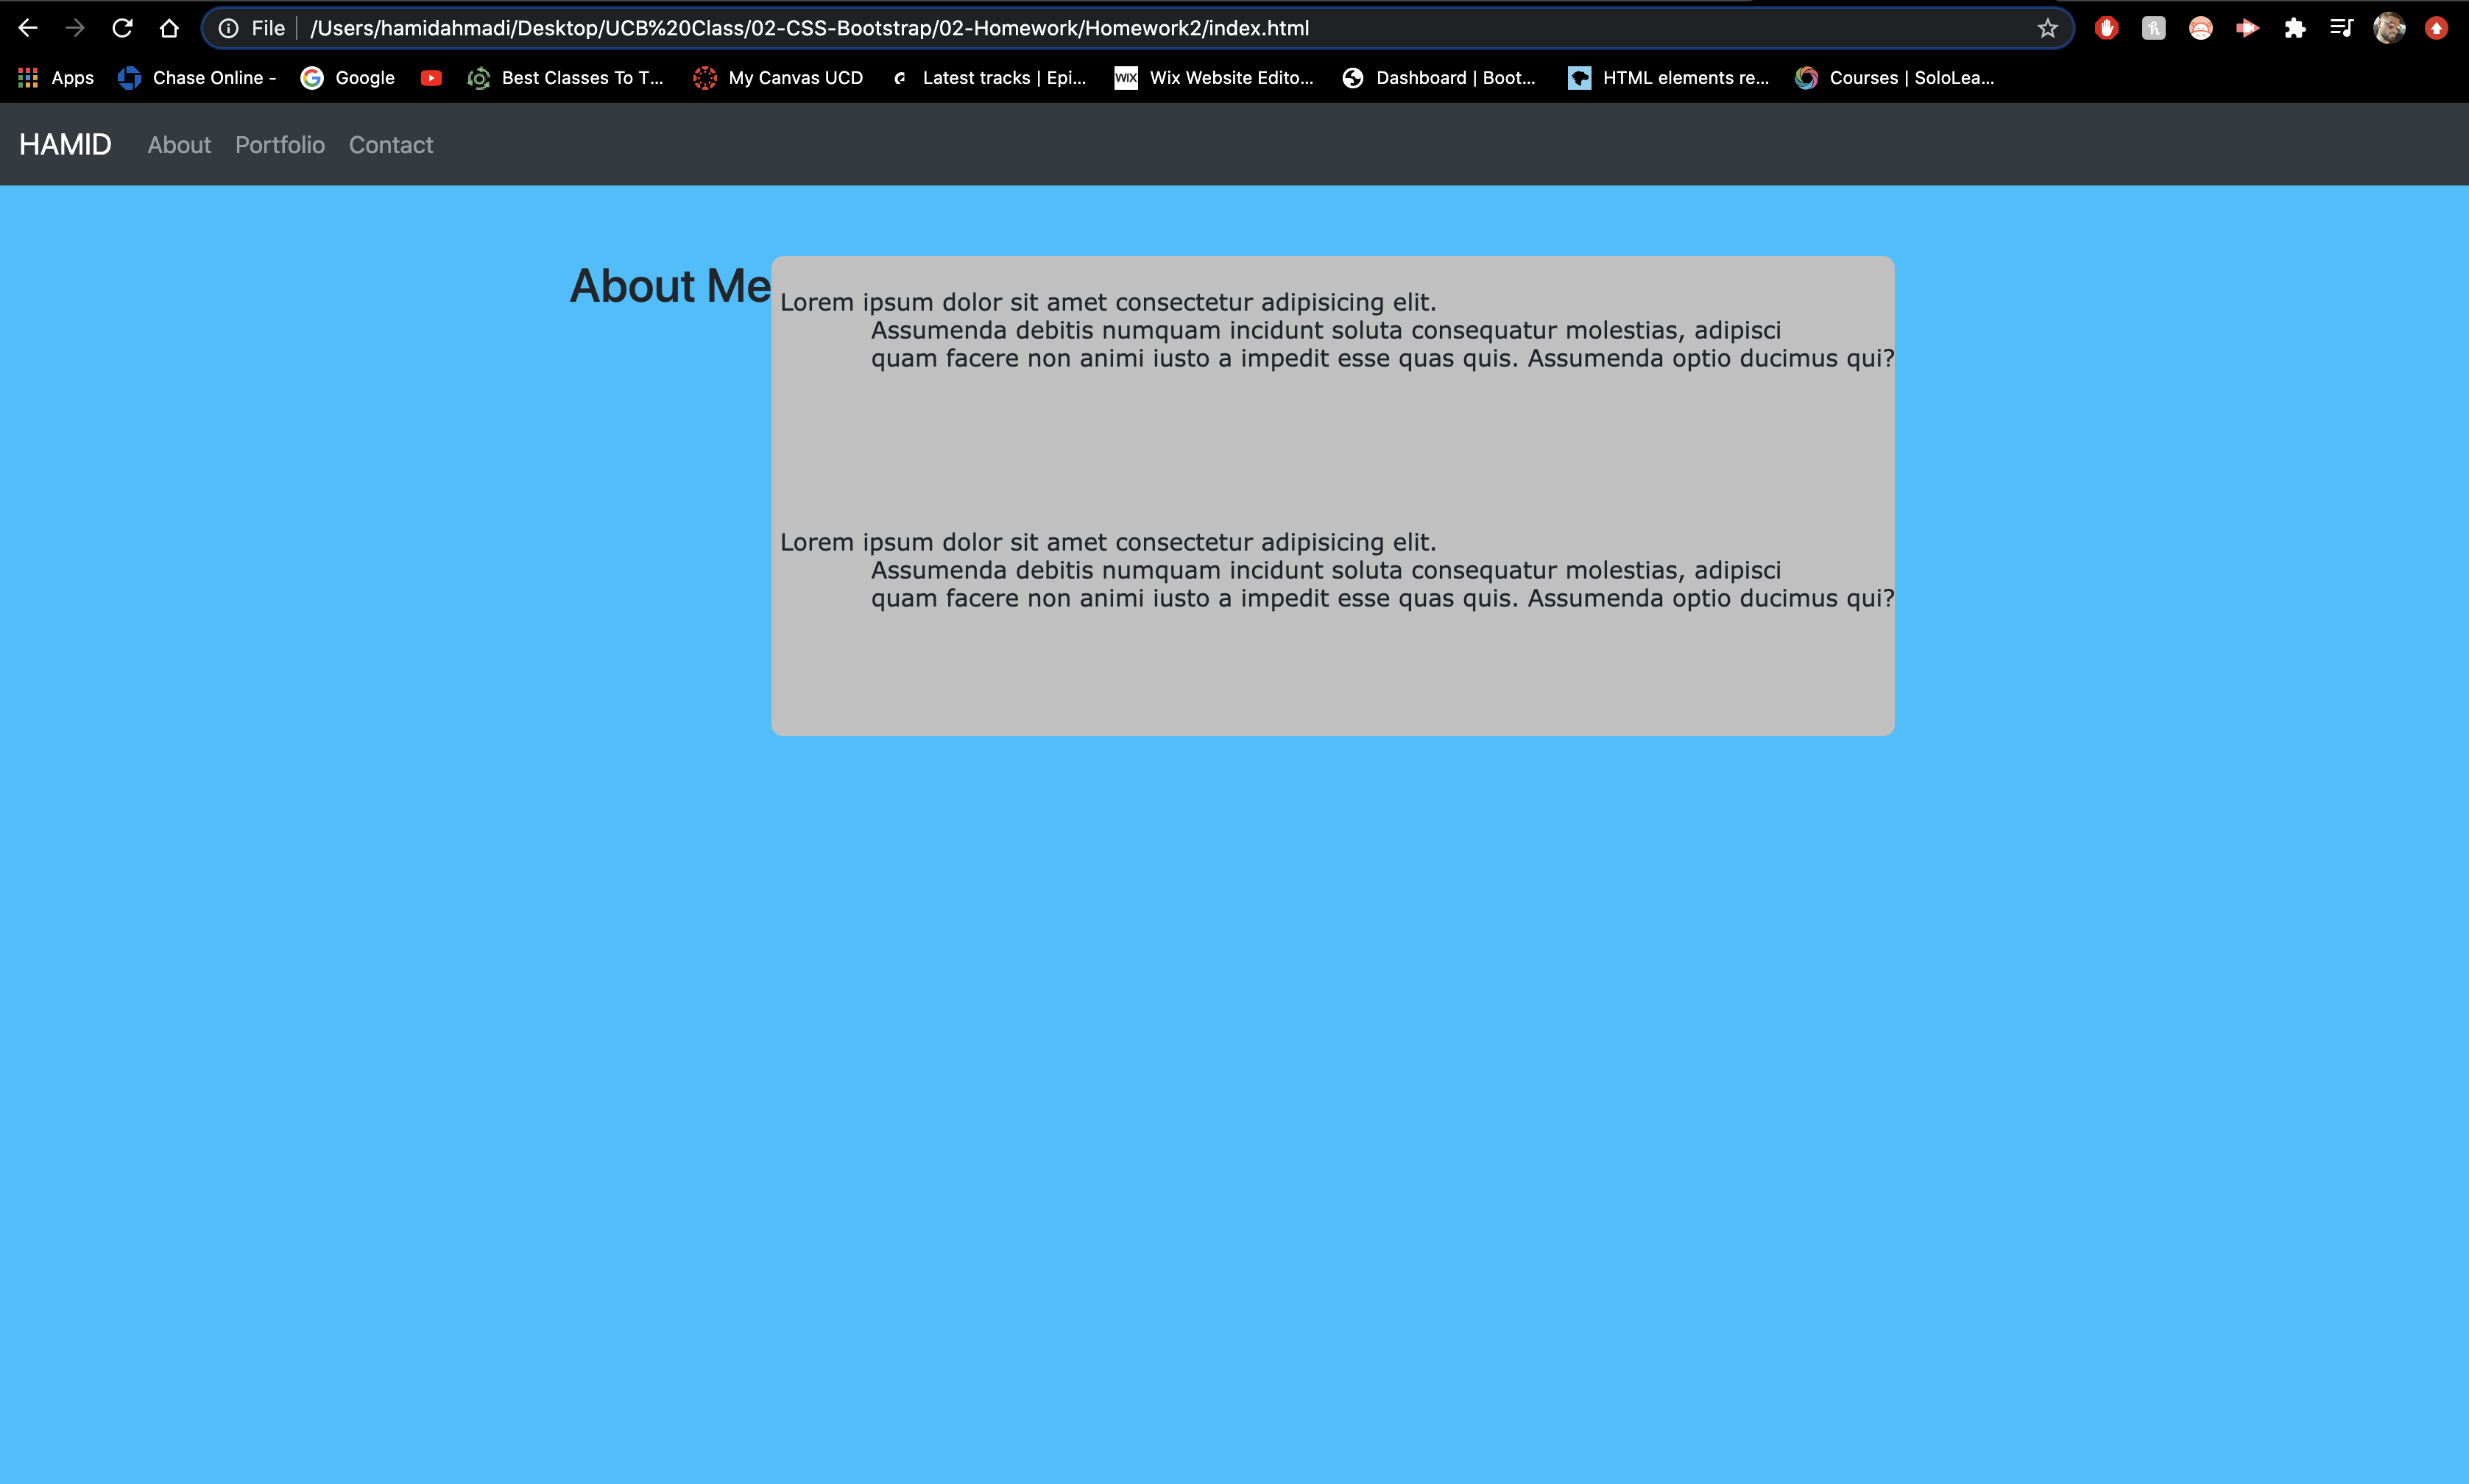 File /Users/hamidahmadi/Desktop/UCB%20Class/02-CSS-Bootstrap/02-Homework/Homework2/index.html
Apps Chase Online - Google Best Classes To T... My Canvas UCD Latest tracks | Epi... WIX Wix Website Edito... Dashboard | Boot... HTML elements re... Courses | SoloLea...
HAMID About Portfolio Contact
About Me
Lorem ipsum dolor sit amet consectetur adipisicing elit.
Assumenda debitis numquam incidunt soluta consequatur molestias, adipisci
quam facere non animi iusto a impedit esse quas quis. Assumenda optio ducimus qui?
Lorem ipsum dolor sit amet consectetur adipisicing elit.
Assumenda debitis numquam incidunt soluta consequatur molestias, adipisci
quam facere non animi iusto a impedit esse quas quis. Assumenda optio ducimus qui?